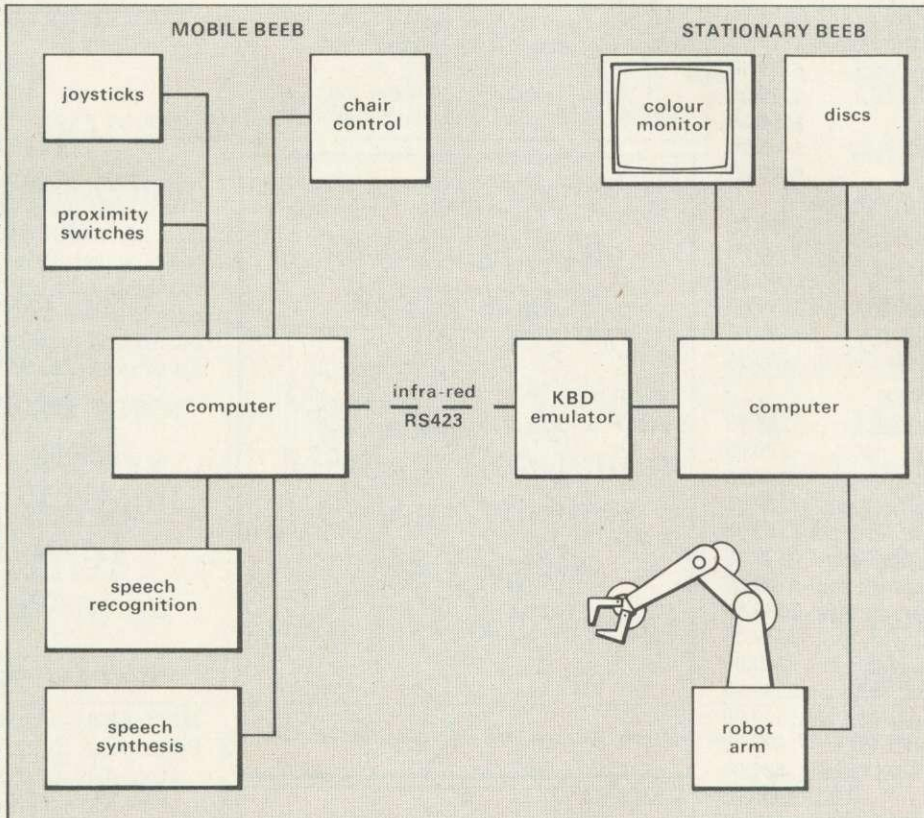 MOBILE BEEB
STATIONARY BEEB
joysticks
chair
control
colour
monitor
discs
proximity
switches
computer
infra-red
RS423
KBD
emulator
computer
speech
recognition
speech
synthesis
robot
arm